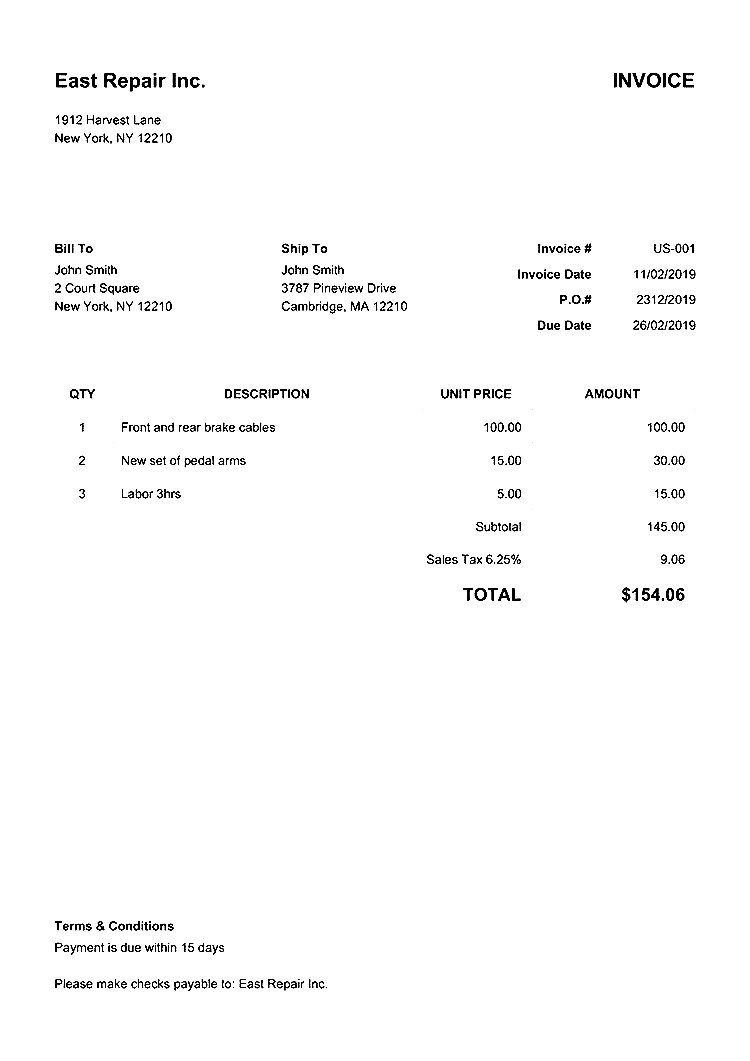 East Repair Inc. INVOICE
1912 Harvest Lane
New York, NY 12210
Bill To Ship To Invoice # US-001
John Smith John Smith Invoice Date 11/02/2019
2 Court Square 3787 Pineview Drive P.O.# 2312/2019
New York, NY 12210 Cambridge, MA 12210
Due Date 26/02/2019
QTY DESCRIPTION UNIT PRICE AMOUNT
1 Front and rear brake cables 100.00 100.00
2 New set of pedal arms 15.00 30.00
3 Labor 3hrs 5.00 15.00
Subtotal 145.00
Sales Tax 6.25% 9.06
TOTAL $154.06
Terms & Conditions
Payment is due within 15 days
Please make checks payable to: East Repair Inc.